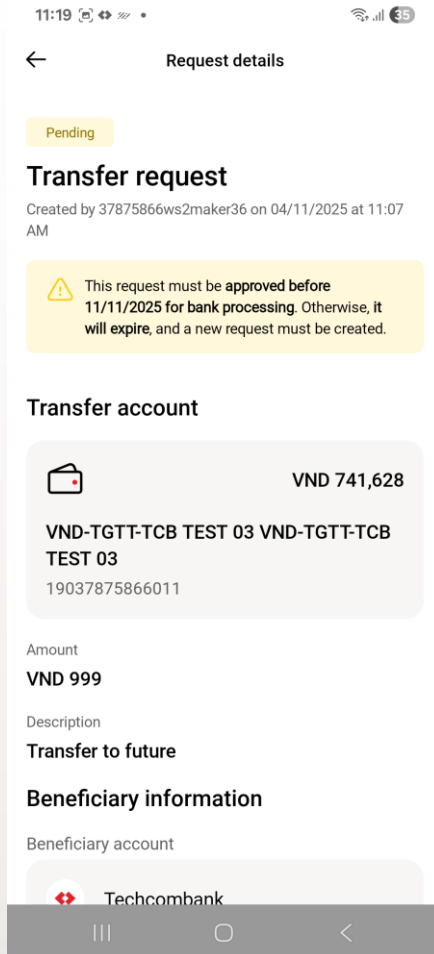 11:19
35
Request details
Pending
Transfer request
Created by 37875866ws2maker36 on 04/11/2025 at 11:07
AM
This request must be approved before
11/11/2025 for bank processing. Otherwise, it
will expire, and a new request must be created.
Transfer account
VND 741,628
VND-TGTT-TCB TEST 03 VND-TGTT-TCB
TEST 03
19037875866011
Amount
VND 999
Description
Transfer to future
Beneficiary information
Beneficiary account
Techcombank